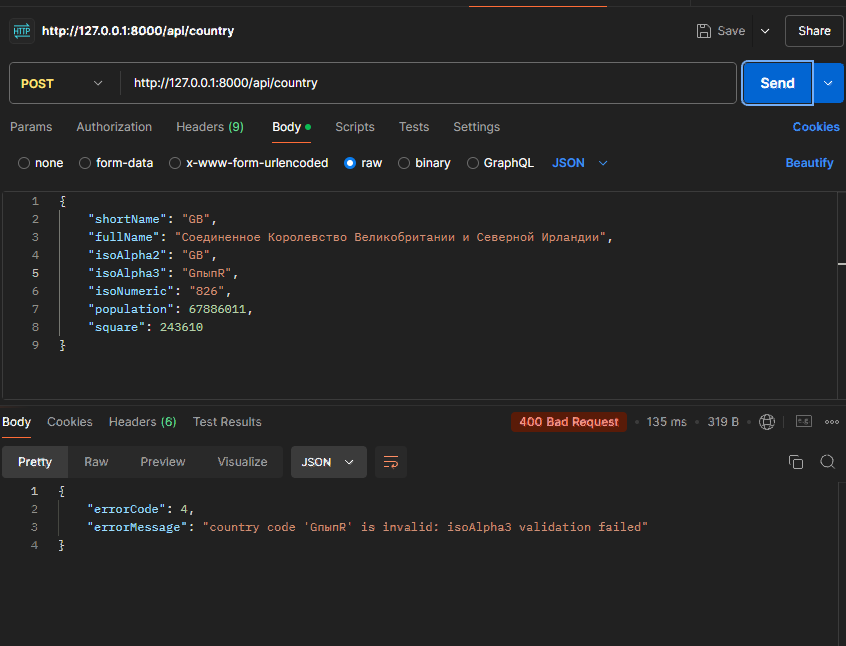 HTTP http://127.0.0.1:8000/api/country Save Share
POST http://127.0.0.1:8000/api/country Send
Params Authorization Headers (9) Body Scripts Tests Settings Cookies
none form-data x-www-form-urlencoded raw binary GraphQL JSON Beautify
1 {
2 "shortName": "GB",
3 "fullName": "Соединенное Королевство Великобритании и Северной Ирландии",
4 "isoAlpha2": "GB",
5 "isoAlpha3": "GпыпR",
6 "isoNumeric": "826",
7 "population": 67886011,
8 "square": 243610
9 }
Body Cookies Headers (6) Test Results 400 Bad Request 135 ms 319 B
Pretty Raw Preview Visualize JSON
1 {
2 "errorCode": 4,
3 "errorMessage": "country code 'GпыпR' is invalid: isoAlpha3 validation failed"
4 }